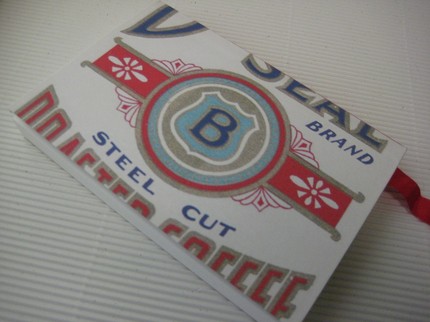 SEAL
BRAND
B
STEEL CUT
ROASTED COFFEE